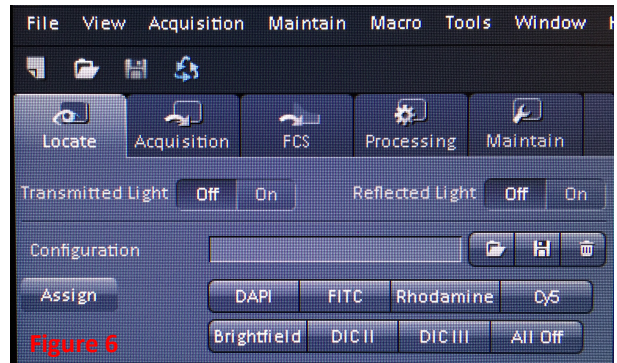 File View Acquisition Maintain Macro Tools Window
Locate Acquisition FCS Processing Maintain
Transmitted Light Off On Reflected Light Off On
Configuration
Assign DAPI FITC Rhodamine Cy5
Brightfield DIC II DIC III All Off
Figure 6